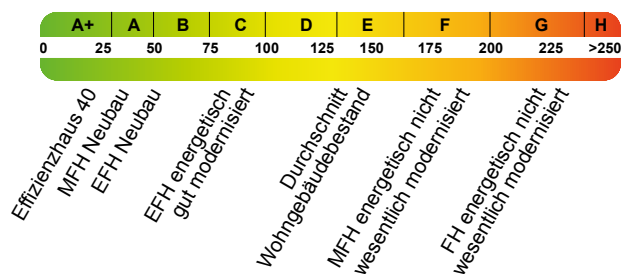 A+ A B C D E F G H
0 25 50 75 100 125 150 175 200 225 >250
Effizienzhaus 40
MFH Neubau
EFH Neubau
EFH energetisch
gut modernisiert
Durchschnitt
Wohngebäudebestand
MFH energetisch nicht
wesentlich modernisiert
FH energetisch nicht
wesentlich modernisiert